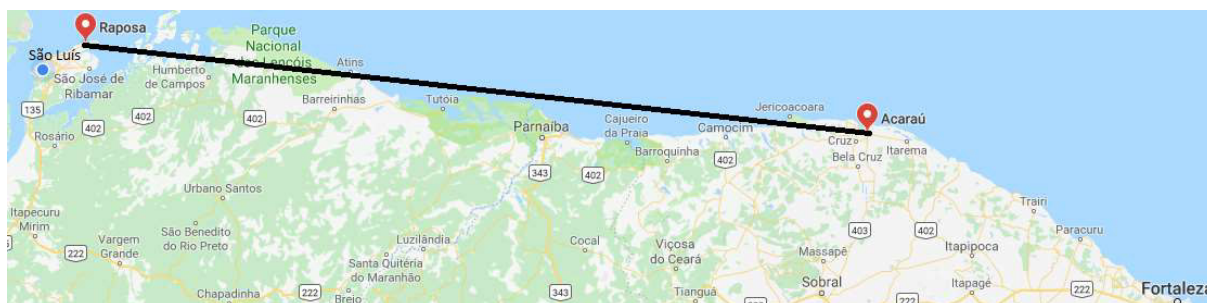 Raposa
São Luís
São José de
Ribamar
Humberto
de Campos
Parque
Nacional
dos Lençóis
Maranhenses
Atins
Barreirinhas
Tutóia
Parnaíba
Cajueiro
da Praia
Barroquinha
Camocim
Jericoacoara
Acaraú
Cruz
Bela Cruz
Itarema
135
402
402
Rosário
343
402
402
Urbano Santos
Itapecuru
Mirim
São Benedito
do Rio Preto
Vargem
Grande
222
Luzilândia
Santa Quitéria
do Maranhão
Cocal
Viçosa
do Ceará
Massapê
403
402
Trairi
Paracuru
Itapipoca
222
Chapadinha
222
Brejo
343
Tianguá
Sobral
222
Itapagé
222
Fortaleza